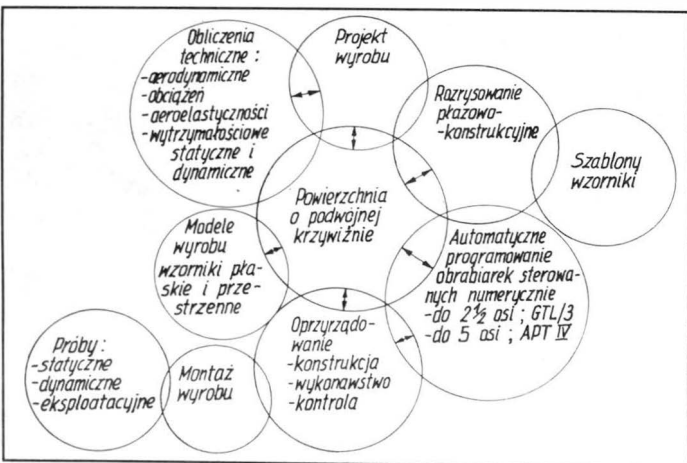 Obliczenia
techniczne :
-aerodynamiczne
-obciążeń
-aeroelastyczności
-wytrzymałościowe
statyczne i
dynamiczne
Projekt
wyrobu
Rozrysowanie
płazowo-
-konstrukcyjne
Szablony
wzorniki
Powierzchnia
o podwójnej
krzywiźnie
Modele
wyrobu
wzorniki pła-
skie i prze-
strzenne
Automatyczne
programowanie
obrabiarek sterowa-
nych numerycznie
-do 2 1/2 osi ; GTL/3
-do 5 osi ; APT IV
Oprzyrządo-
wanie
-konstrukcja
-wykonawstwo
-kontrola
Próby :
-statyczne
-dynamiczne
-eksploatacyjne
Montaż
wyrobu